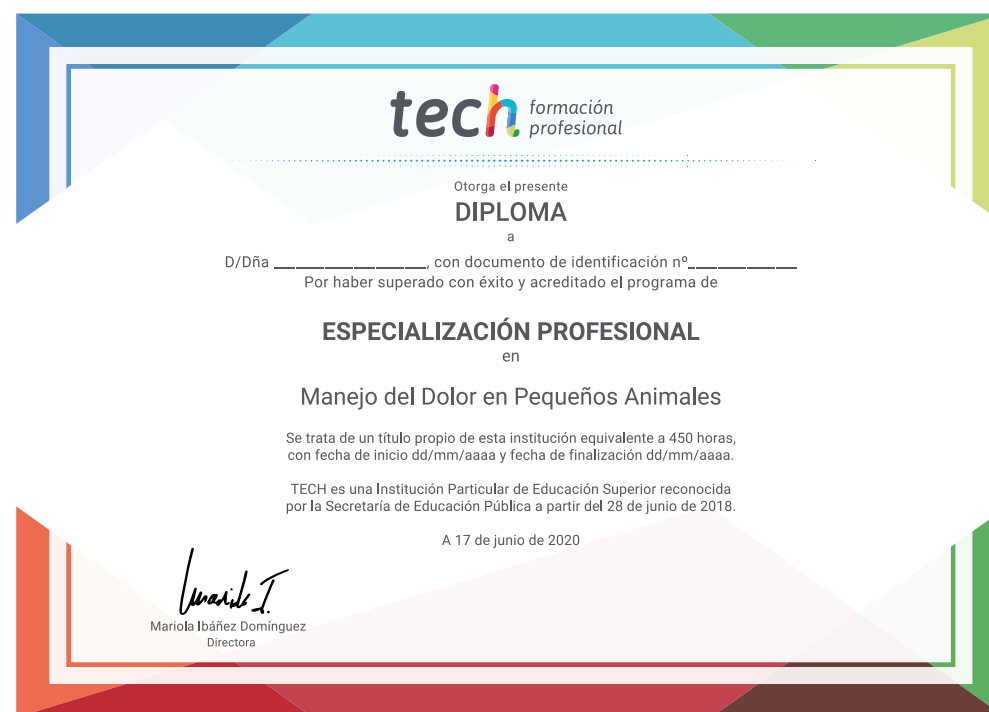 tech formación
profesional
Otorga el presente
DIPLOMA
a
D/Dña ____________________, con documento de identificación nº______________
Por haber superado con éxito y acreditado el programa de
ESPECIALIZACIÓN PROFESIONAL
en
Manejo del Dolor en Pequeños Animales
Se trata de un título propio de esta institución equivalente a 450 horas,
con fecha de inicio dd/mm/aaaa y fecha de finalización dd/mm/aaaa.
TECH es una Institución Particular de Educación Superior reconocida
por la Secretaría de Educación Pública a partir del 28 de junio de 2018.
A 17 de junio de 2020
Mariola I.
Mariola Ibáñez Domínguez
Directora